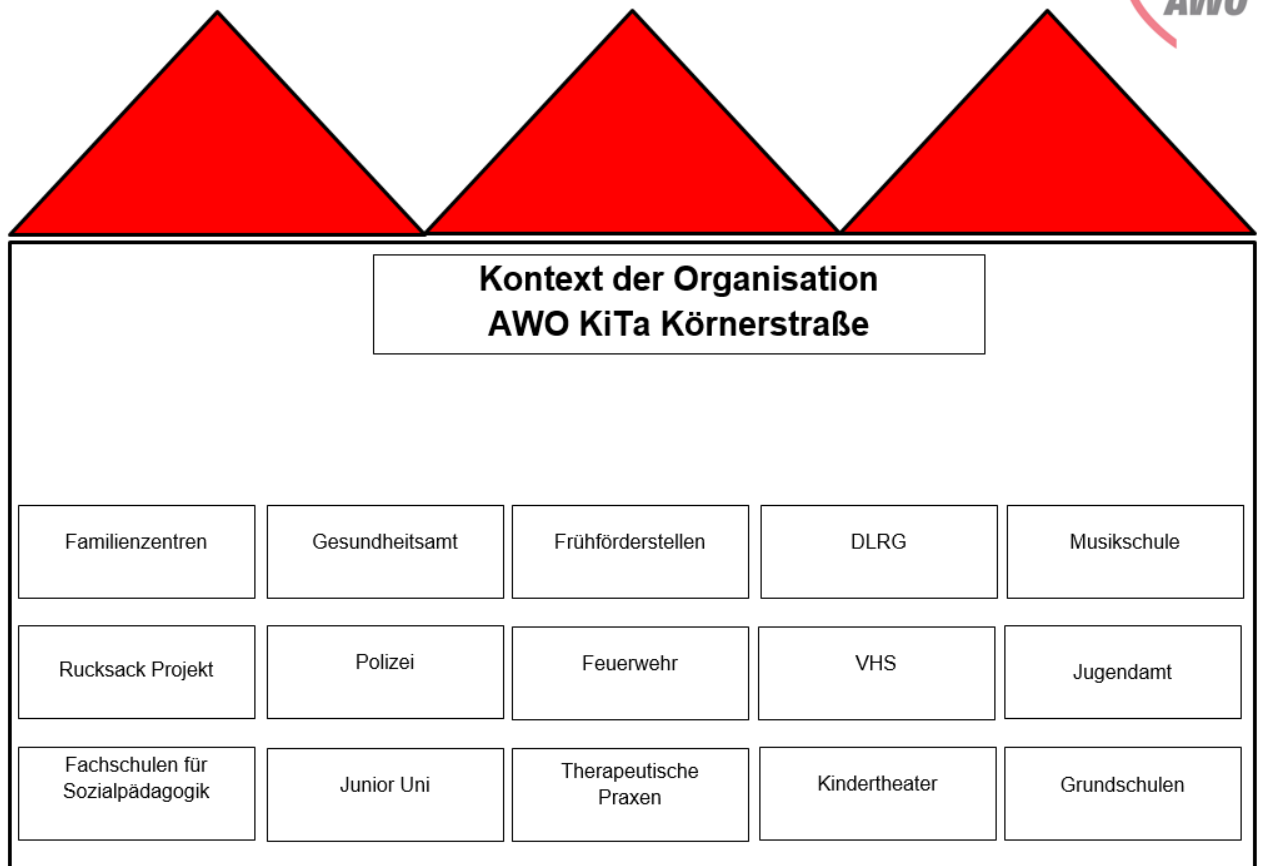 AWO
Kontext der Organisation
AWO KiTa Körnerstraße
Familienzentren
Gesundheitsamt
Frühförderstellen
DLRG
Musikschule
Rucksack Projekt
Polizei
Feuerwehr
VHS
Jugendamt
Fachschulen für
Sozialpädagogik
Junior Uni
Therapeutische
Praxen
Kindertheater
Grundschulen